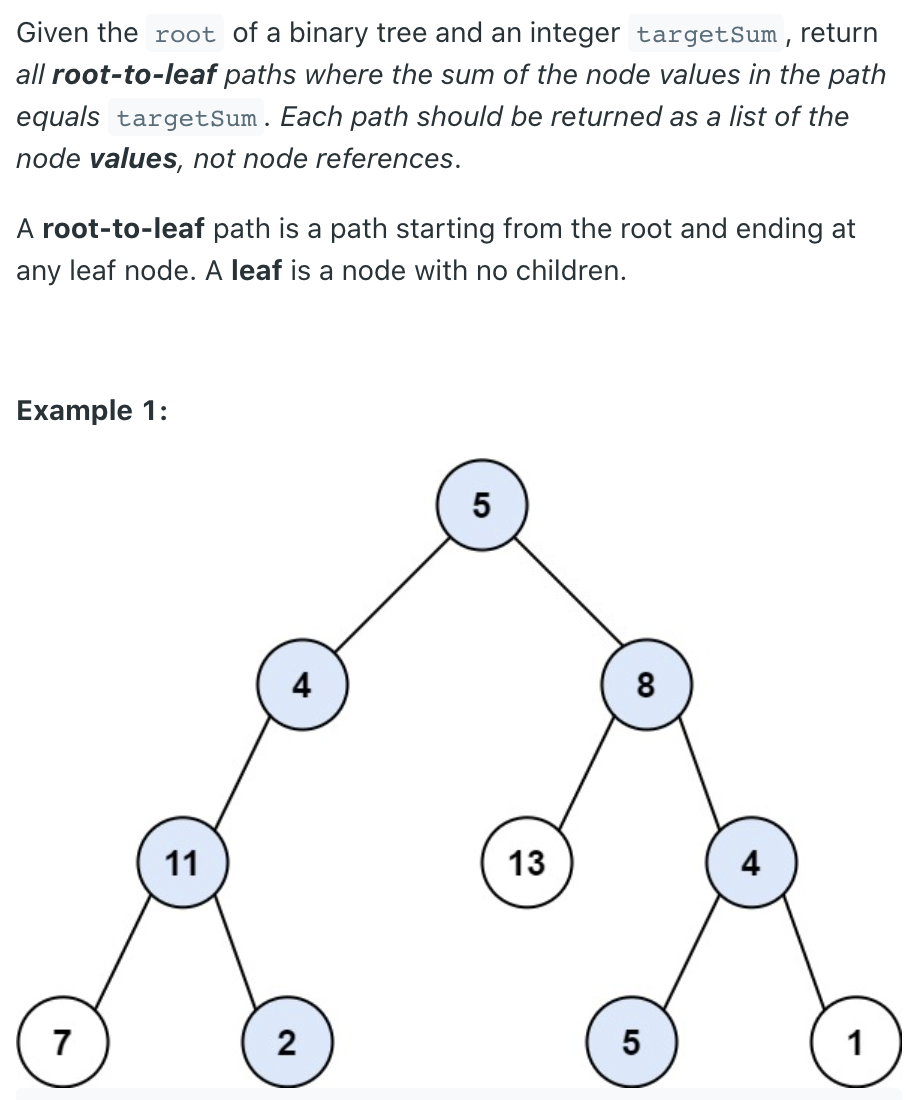 Given the root of a binary tree and an integer targetSum, return
all root-to-leaf paths where the sum of the node values in the path
equals targetSum. Each path should be returned as a list of the
node values, not node references.
A root-to-leaf path is a path starting from the root and ending at
any leaf node. A leaf is a node with no children.
Example 1:
5
4 8
11 13 4
7 2 5 1